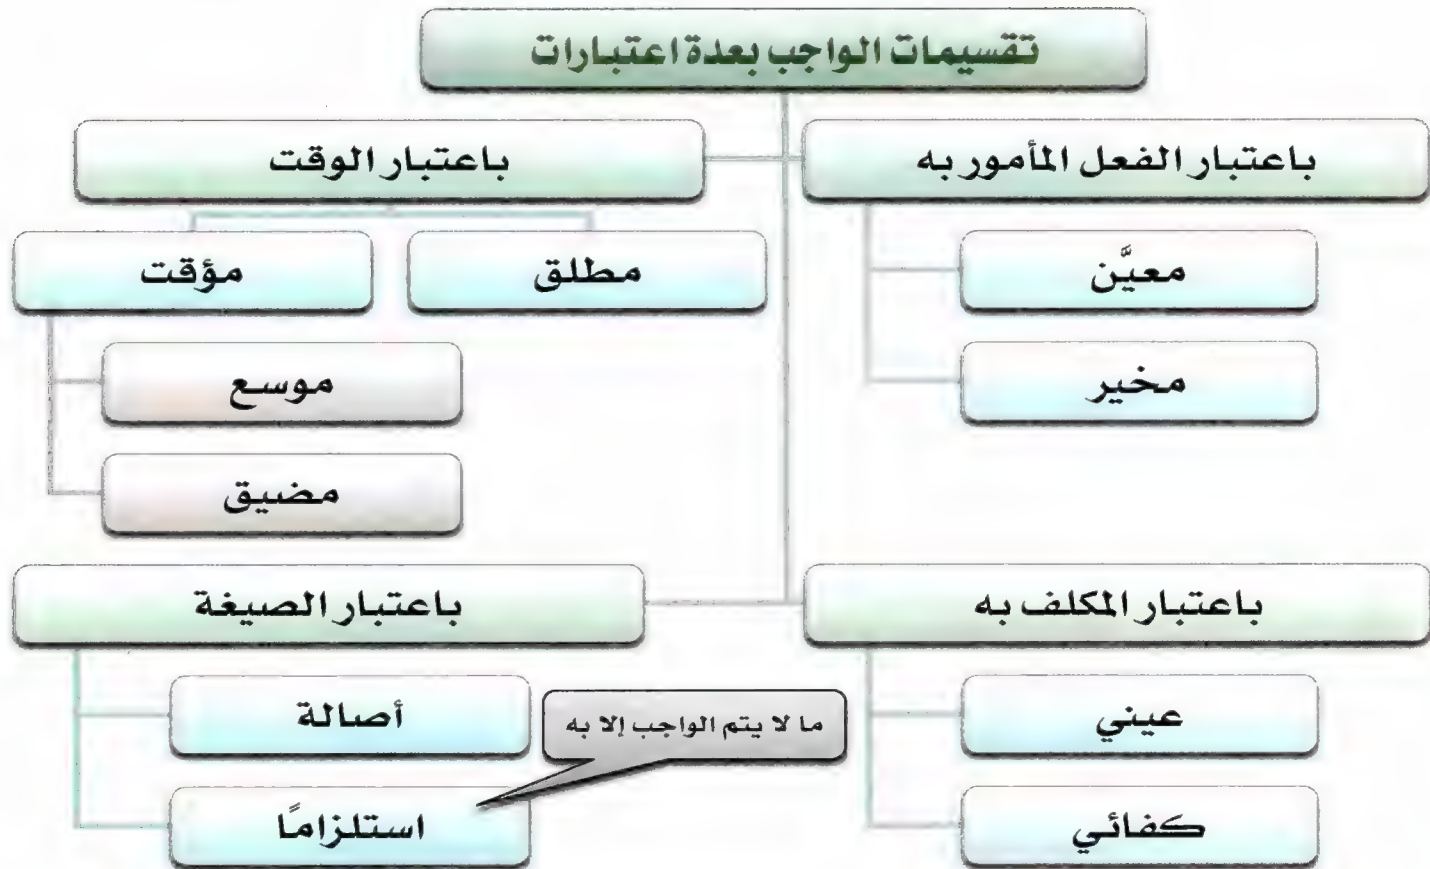 تقسيمات الواجب بعدة اعتبارات
باعتبار الفعل المأمور به
معيَّن
مخير
باعتبار الوقت
مطلق
مؤقت
موسع
مضيق
باعتبار المكلف به
عيني
كفائي
باعتبار الصيغة
أصالة
استلزامًا
ما لا يتم الواجب إلا به